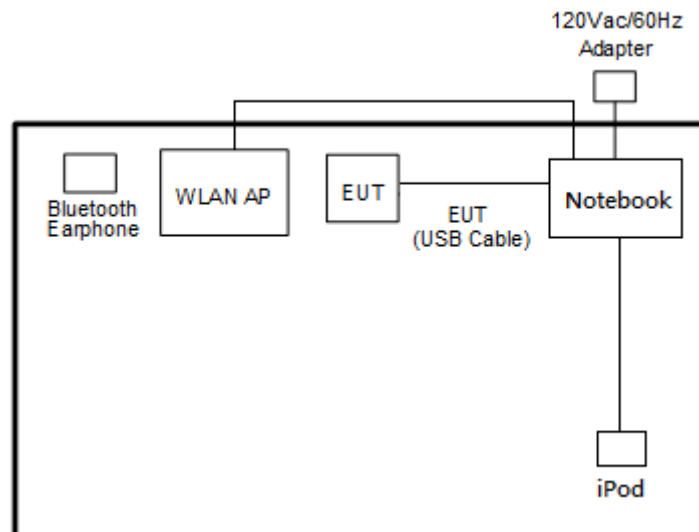 120Vac/60Hz
Adapter
Bluetooth
Earphone
WLAN AP
EUT
EUT
(USB Cable)
Notebook
iPod